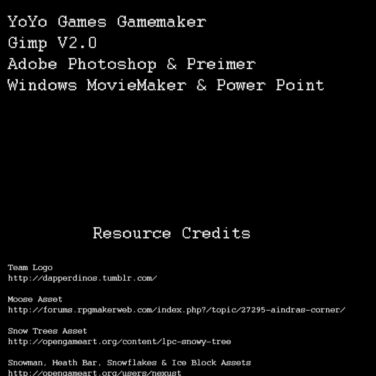 YoYo Games Gamemaker
Gimp V2.0
Adobe Photoshop & Preimer
Windows MovieMaker & Power Point
Resource Credits
Team Logo
http://dapperdinos.tumblr.com/
Moose Asset
http://forums.rpgmakerweb.com/index.php?/topic/27295-aindras-corner/
Snow Trees Asset
http://opengameart.org/content/lpc-snowy-tree
Snowman, Heath Bar, Snowflakes & Ice Block Assets
http://opengameart.org/users/nexust